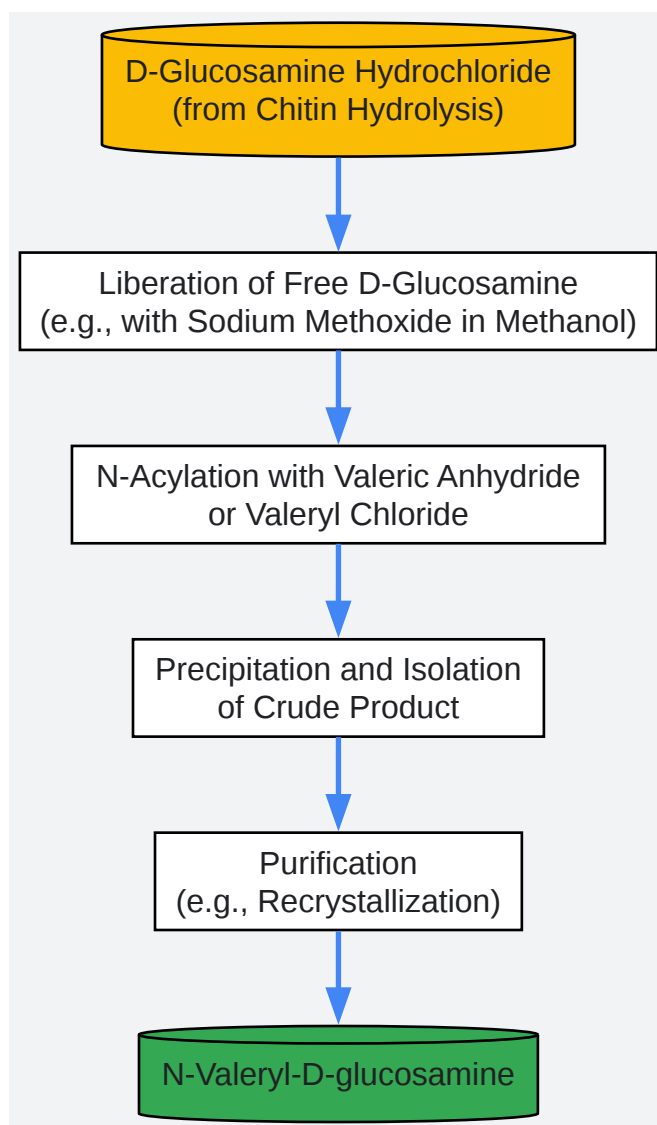 D-Glucosamine Hydrochloride
(from Chitin Hydrolysis)
Liberation of Free D-Glucosamine
(e.g., with Sodium Methoxide in Methanol)
N-Acylation with Valeric Anhydride
or Valeryl Chloride
Precipitation and Isolation
of Crude Product
Purification
(e.g., Recrystallization)
N-Valeryl-D-glucosamine